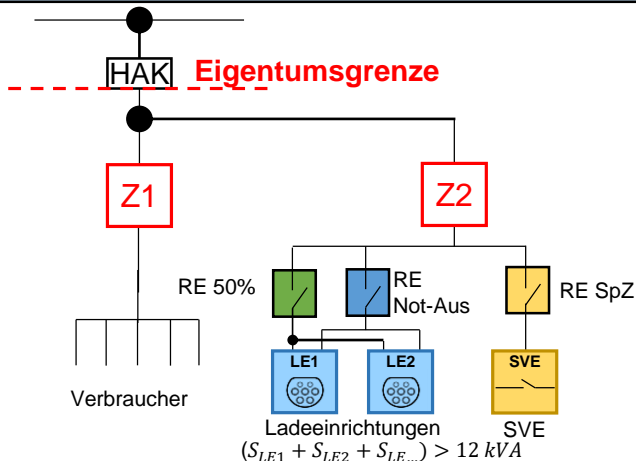 HAK Eigentumsgrenze
Z1
Z2
RE 50%
RE
Not-Aus
RE SpZ
LE1
LE2
SVE
Verbraucher
Ladeeinrichtungen
SVE
(S_LE1 + S_LE2 + S_LE...) > 12 kVA